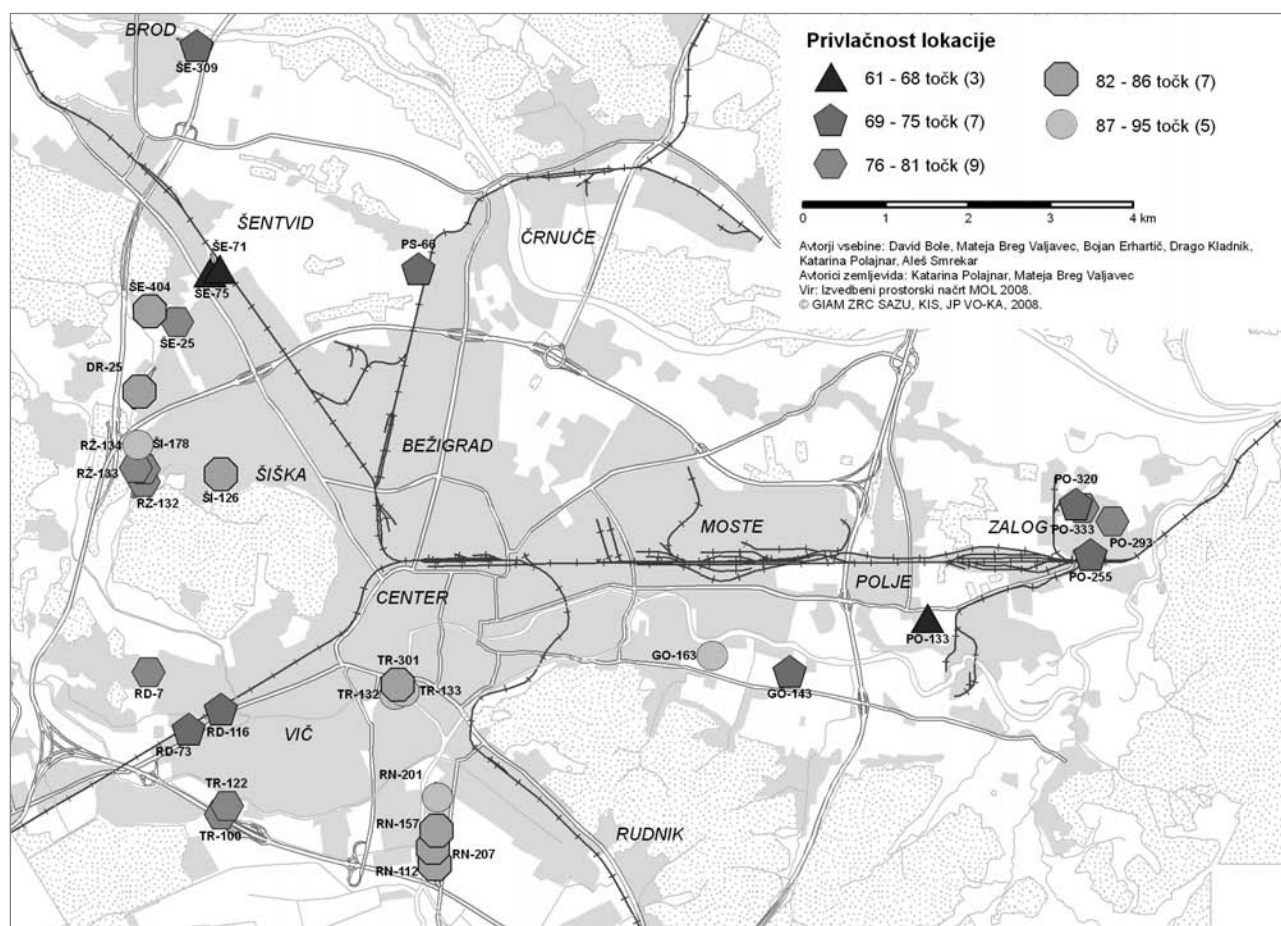 BROD
ŠE-309
Privlačnost lokacije
61 - 68 točk (3)
69 - 75 točk (7)
76 - 81 točk (9)
82 - 86 točk (7)
87 - 95 točk (5)
0 1 2 3 4 km
Avtorji vsebine: David Bole, Mateja Breg Valjavec, Bojan Erhartič, Drago Kladnik,
Katarina Polajnar, Aleš Smrekar
Avtorici zemljevida: Katarina Polajnar, Mateja Breg Valjavec
Vir: Izvedbeni prostorski načrt MOL 2008.
© GIAM ZRC SAZU, KIS, JP VO-KA, 2008.
ŠENTVID
ČRNUČE
ŠE-71
PS-66
ŠE-75
ŠE-404
ŠE-25
DR-25
BEŽIGRAD
RŽ-134
ŠI-178
RŽ-133
ŠIŠKA
ŠI-126
RŽ-132
MOSTE
ZALOG
PO-320
PO-333
PO-293
PO-255
POLJE
CENTER
PO-133
GO-163
GO-143
TR-301
TR-132
TR-133
RD-7
RD-116
RD-73
VIČ
TR-122
TR-100
RN-201
RN-157
RN-207
RN-112
RUDNIK